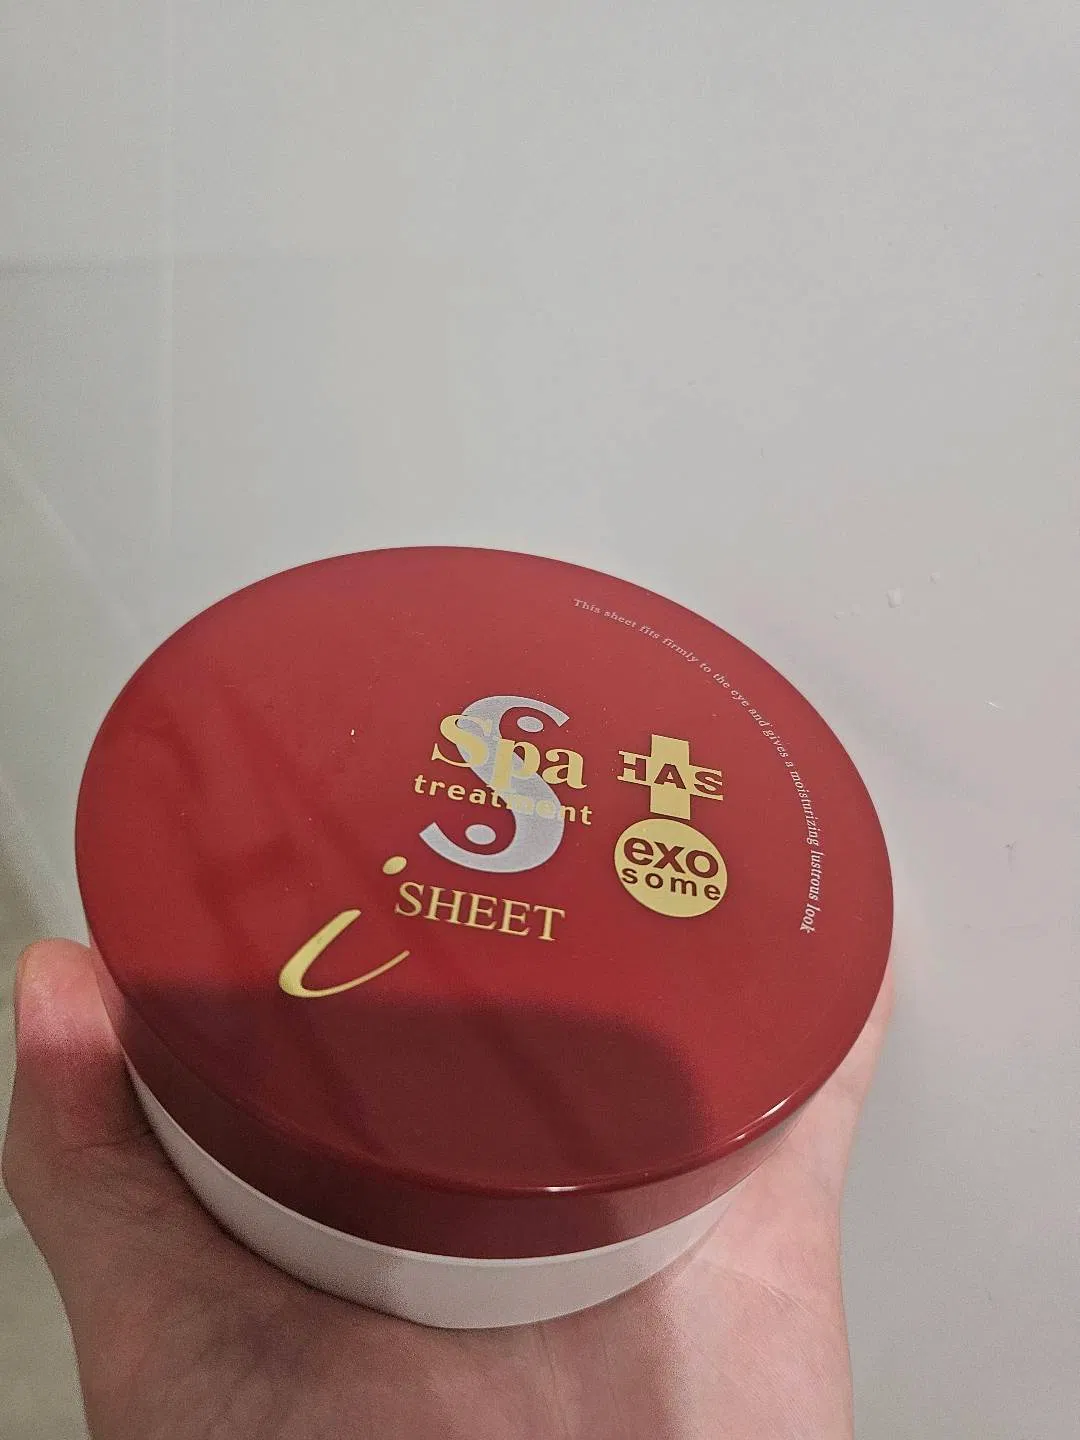 This sheet fits firmly to the eye and gives a moisturizing lustrous look
S
Spa
treatment
HAS
exo
some
i SHEET